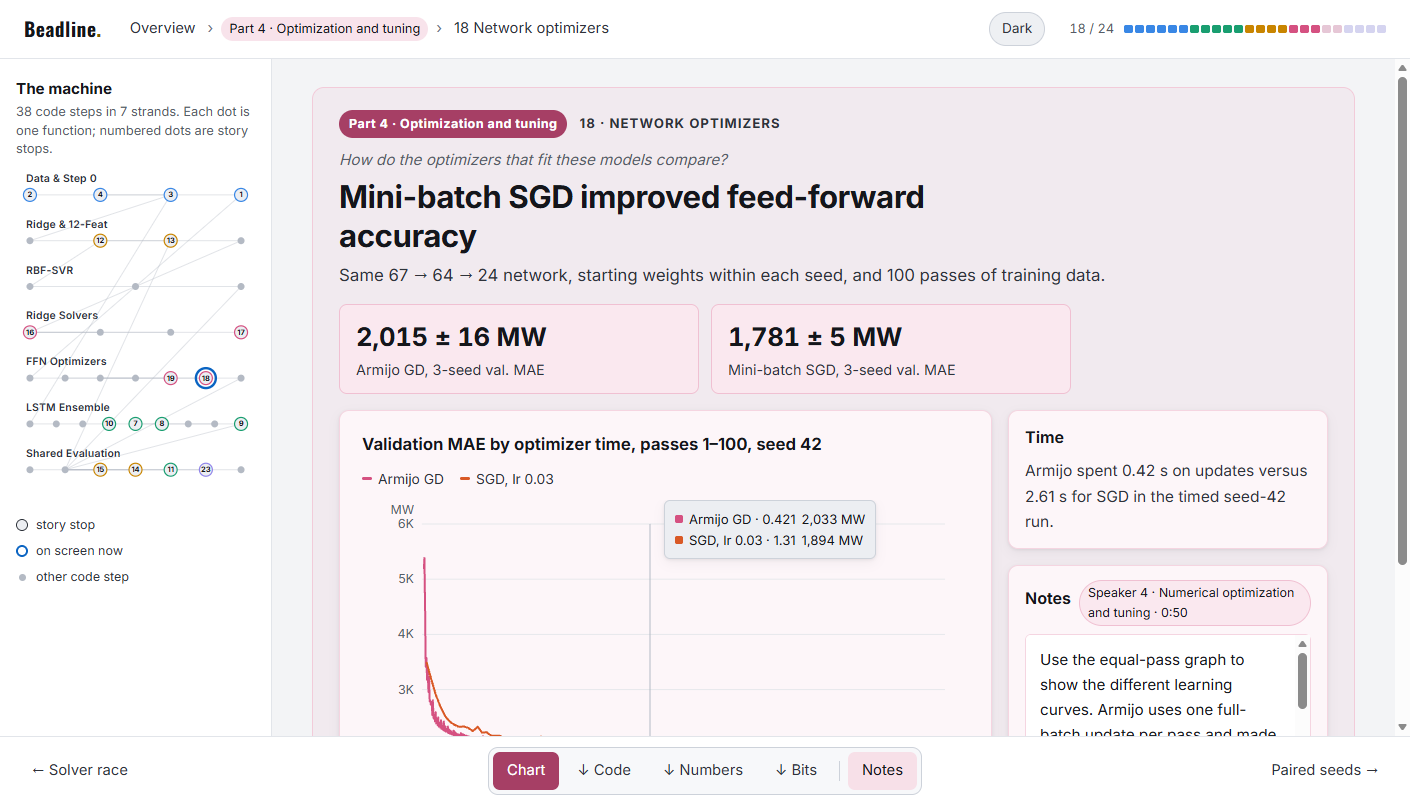 Beadline.
Overview › Part 4 · Optimization and tuning › 18 Network optimizers
Dark
18 / 24
The machine
38 code steps in 7 strands. Each dot is
one function; numbered dots are story
stops.
Data & Step 0
2 4 3 1
Ridge & 12-Feat
12 13
RBF-SVR
Ridge Solvers
16 17
FFN Optimizers
19 18
LSTM Ensemble
10 7 8 9
Shared Evaluation
15 14 11 23
story stop
on screen now
other code step
Part 4 · Optimization and tuning
18 · NETWORK OPTIMIZERS
How do the optimizers that fit these models compare?
Mini-batch SGD improved feed-forward
accuracy
Same 67 → 64 → 24 network, starting weights within each seed, and 100 passes of training data.
2,015 ± 16 MW
Armijo GD, 3-seed val. MAE
1,781 ± 5 MW
Mini-batch SGD, 3-seed val. MAE
Validation MAE by optimizer time, passes 1–100, seed 42
Armijo GD
SGD, lr 0.03
MW
6K
5K
4K
3K
Armijo GD · 0.421 2,033 MW
SGD, lr 0.03 · 1.31 1,894 MW
Time
Armijo spent 0.42 s on updates versus
2.61 s for SGD in the timed seed-42
run.
Notes
Speaker 4 · Numerical optimization
and tuning · 0:50
Use the equal-pass graph to
show the different learning
curves. Armijo uses one full-
batch update per pass and made
← Solver race
Chart
↓ Code
↓ Numbers
↓ Bits
Notes
Paired seeds →